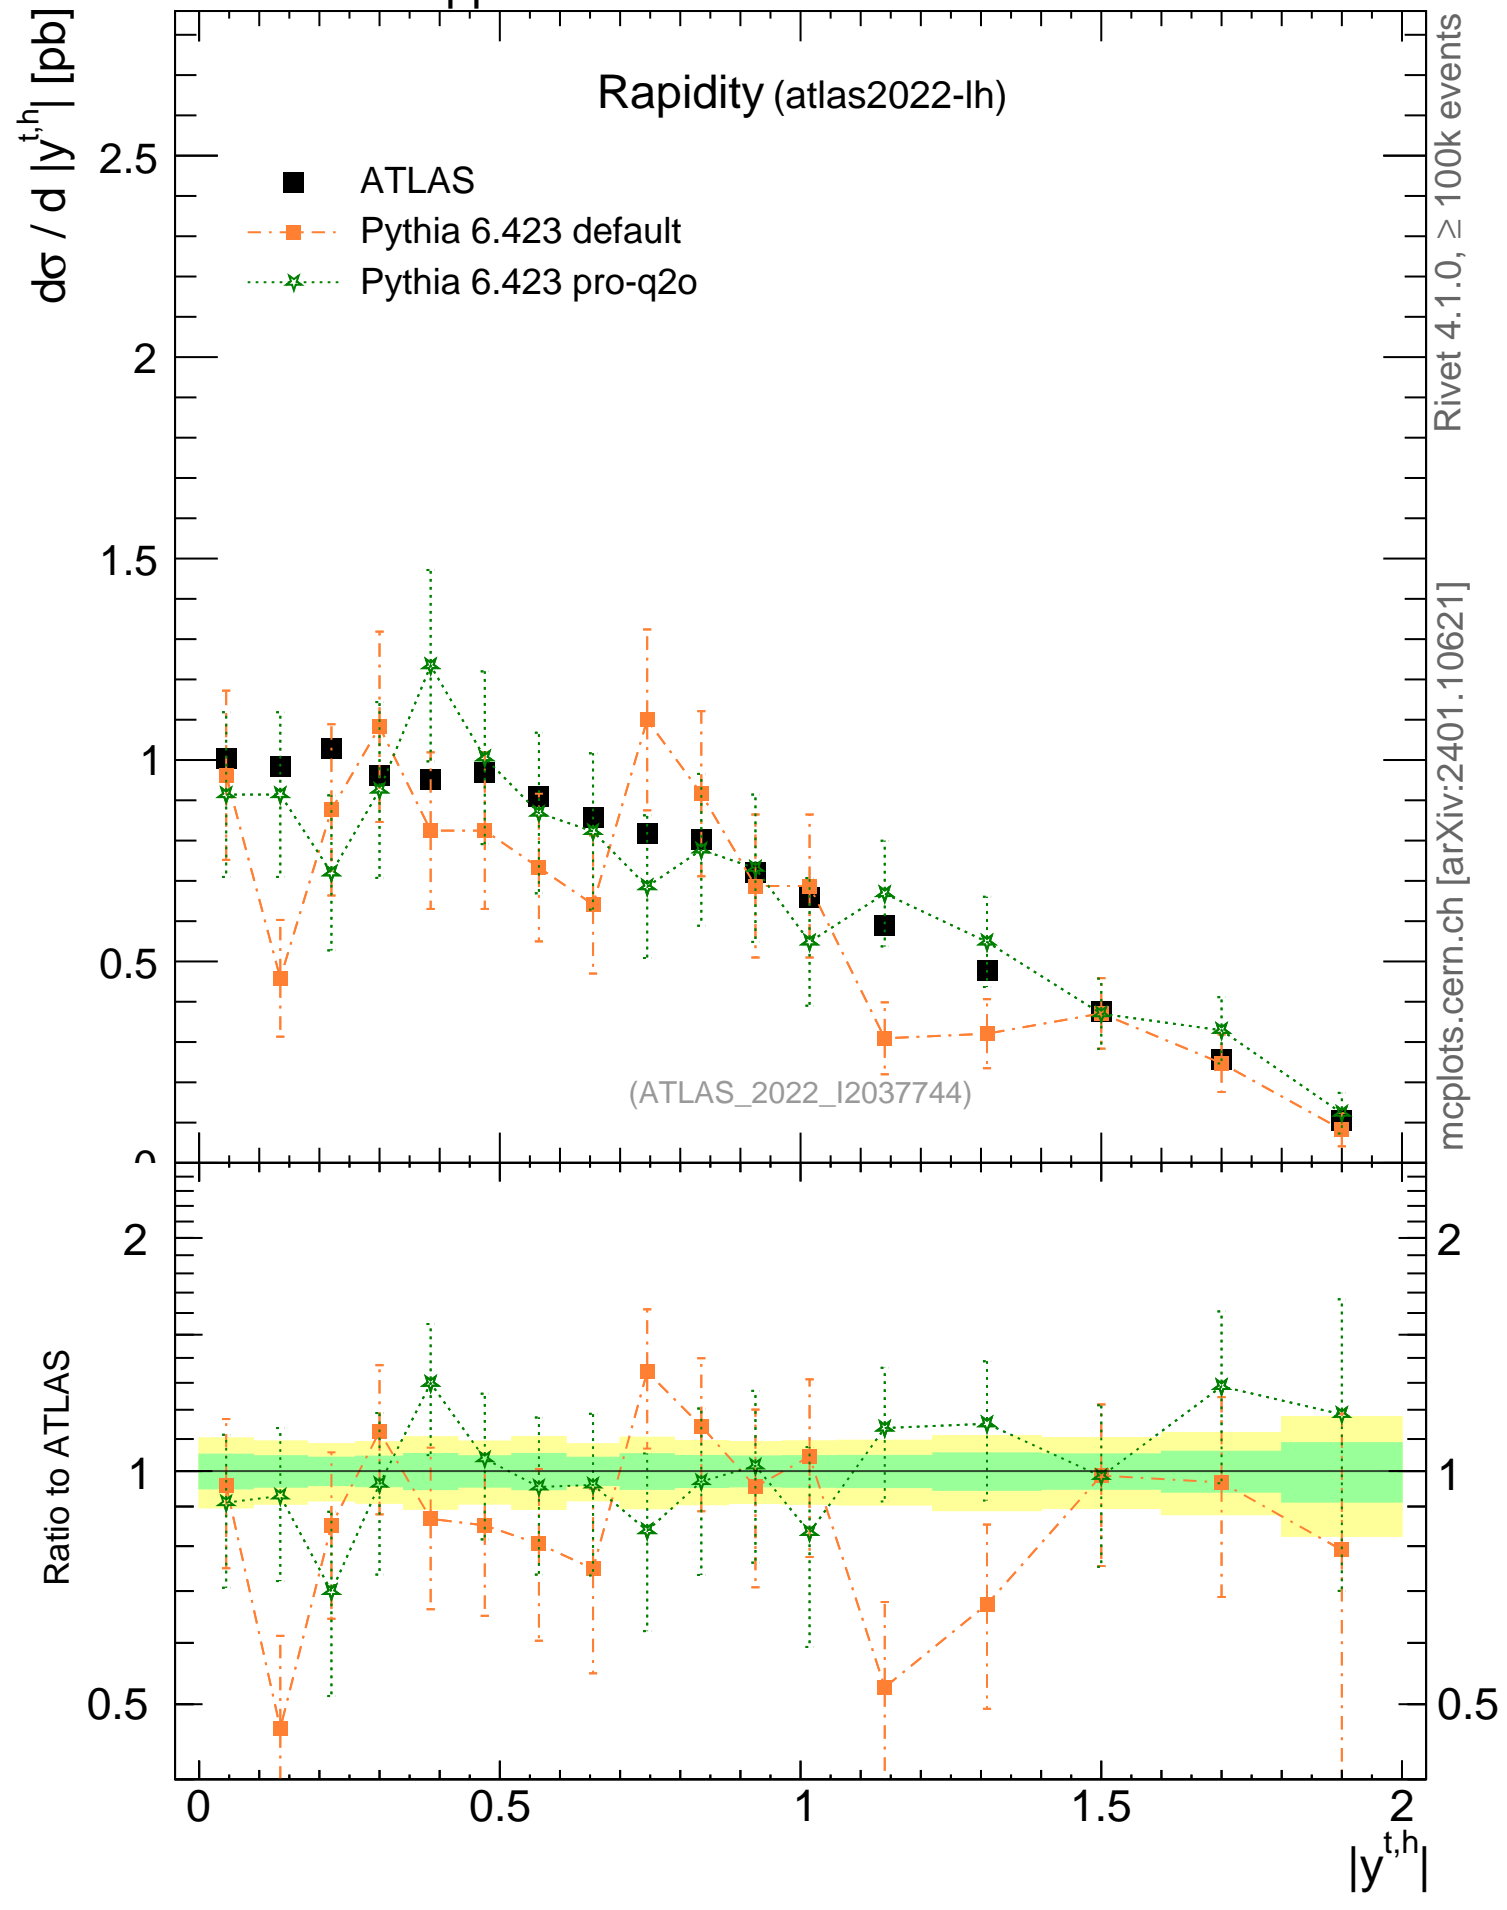 pp
Rapidity (atlas2022-lh)
dσ / d |y^t,h| [pb]
ATLAS
Pythia 6.423 default
Pythia 6.423 pro-q2o
2.5
2
1.5
1
0.5
0
(ATLAS_2022_I2037744)
Rivet 4.1.0, ≥ 100k events
mcplots.cern.ch [arXiv:2401.10621]
Ratio to ATLAS
2
1
0.5
2
1
0.5
0
0.5
1
1.5
2
|y^t,h|